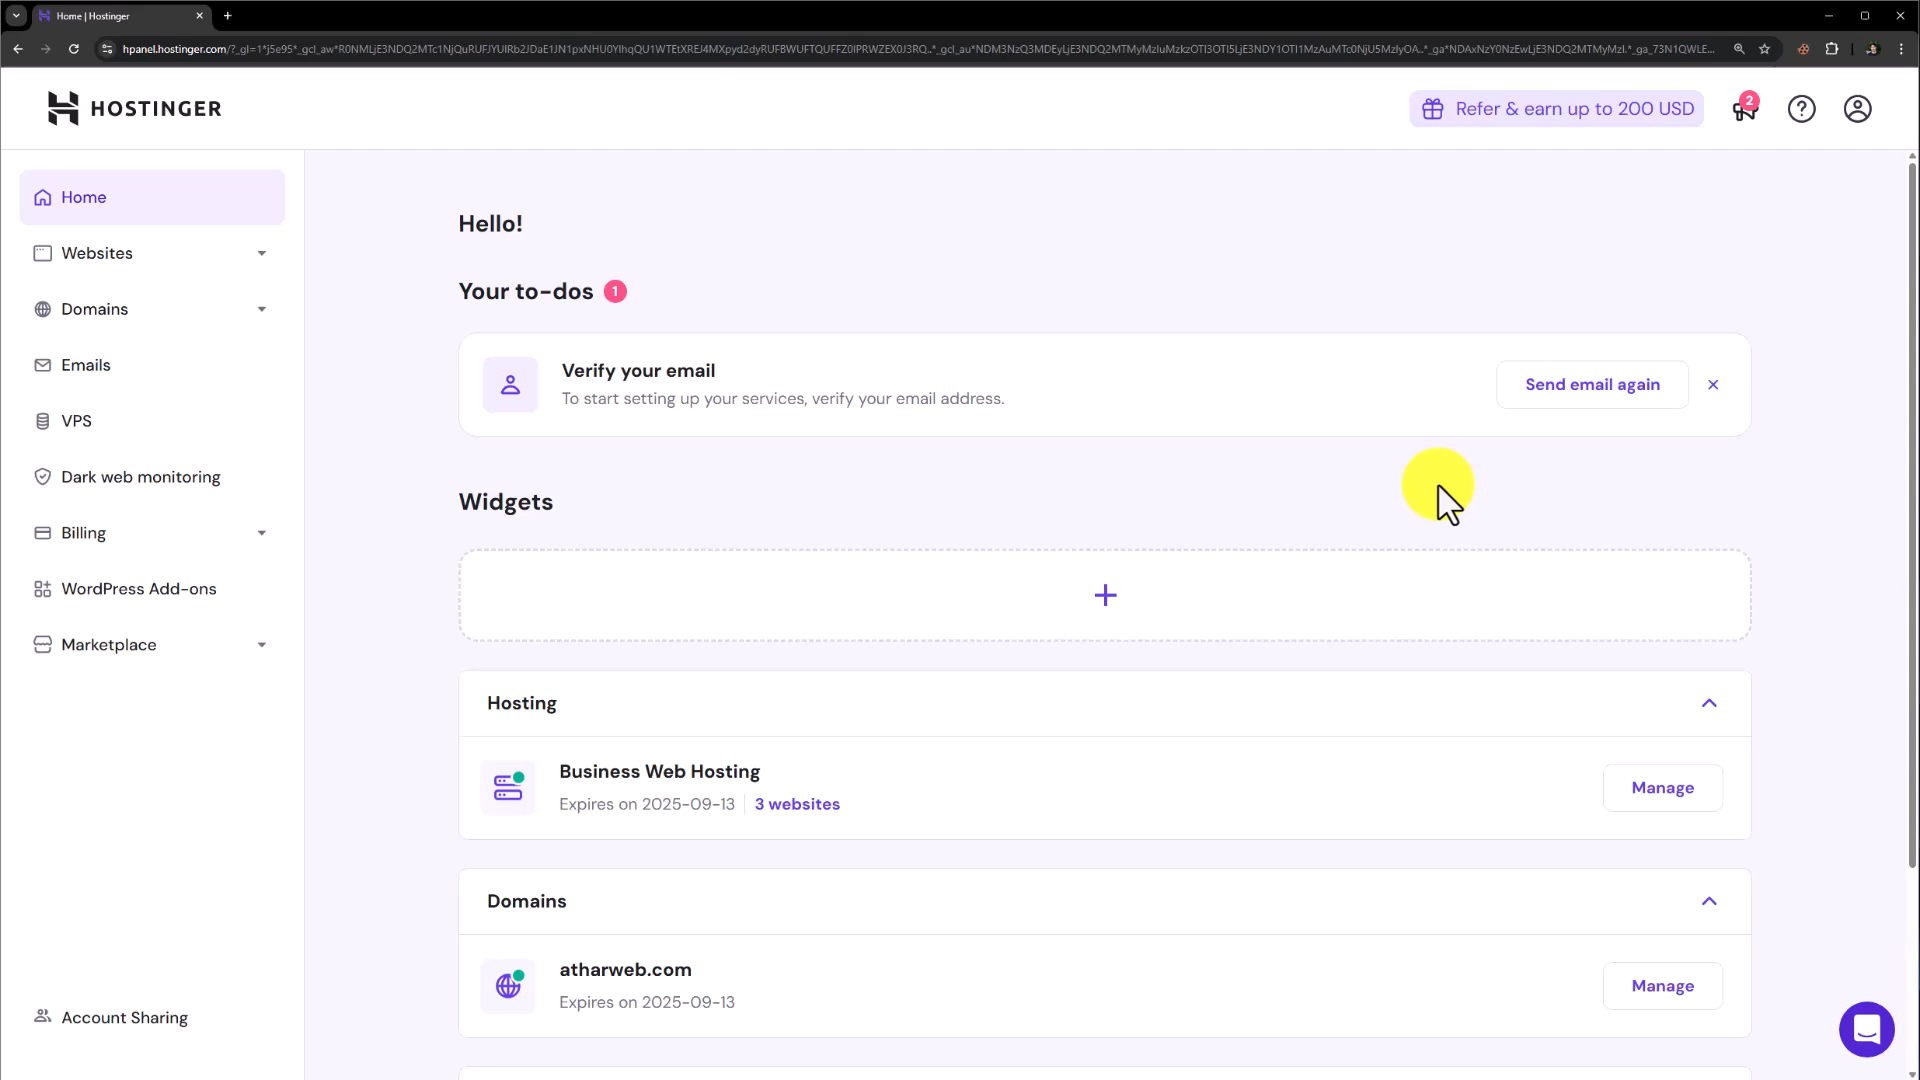 Home | Hostinger
HOSTINGER
Refer & earn up to 200 USD
2
Home
Websites
Domains
Emails
VPS
Dark web monitoring
Billing
WordPress Add-ons
Marketplace
Account Sharing
Hello!
Your to-dos 1
Verify your email
To start setting up your services, verify your email address.
Send email again
Widgets
Hosting
Business Web Hosting
Expires on 2025-09-13
3 websites
Manage
Domains
atharweb.com
Expires on 2025-09-13
Manage